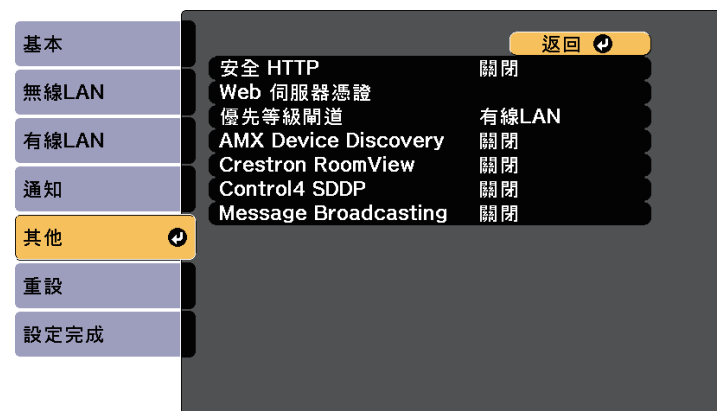 基本
無線LAN
有線LAN
通知
其他
重設
設定完成
返回
安全 HTTP 關閉
Web 伺服器憑證
優先等級閘道 有線LAN
AMX Device Discovery 關閉
Crestron RoomView 關閉
Control4 SDDP 關閉
Message Broadcasting 關閉